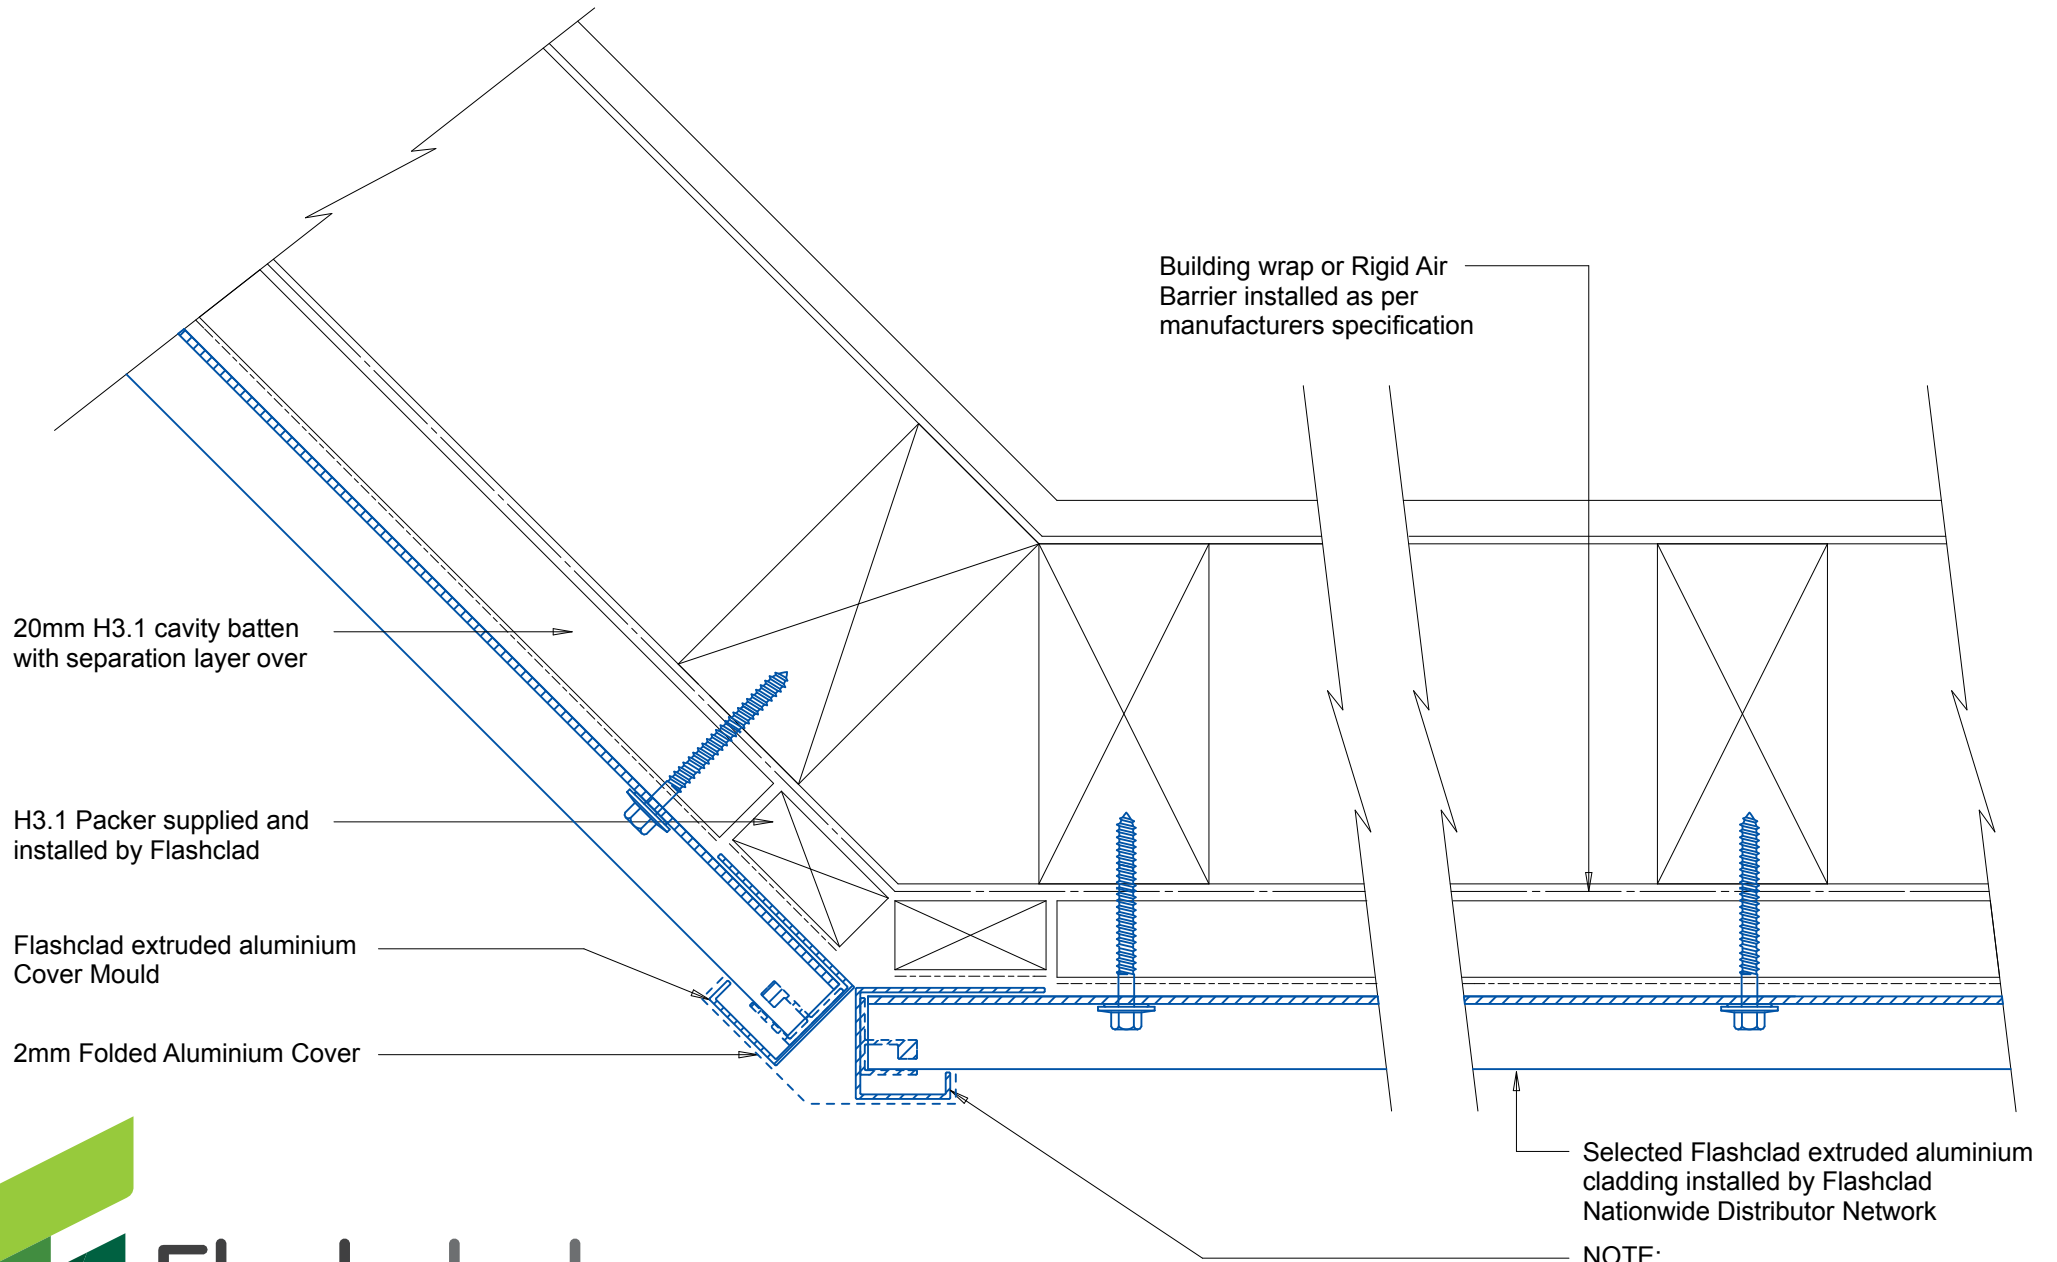 Building wrap or Rigid Air
Barrier installed as per
manufacturers specification
20mm H3.1 cavity batten
with separation layer over
H3.1 Packer supplied and
installed by Flashclad
Flashclad extruded aluminium
Cover Mould
2mm Folded Aluminium Cover
Selected Flashclad extruded aluminium
cladding installed by Flashclad
Nationwide Distributor Network
NOTE: